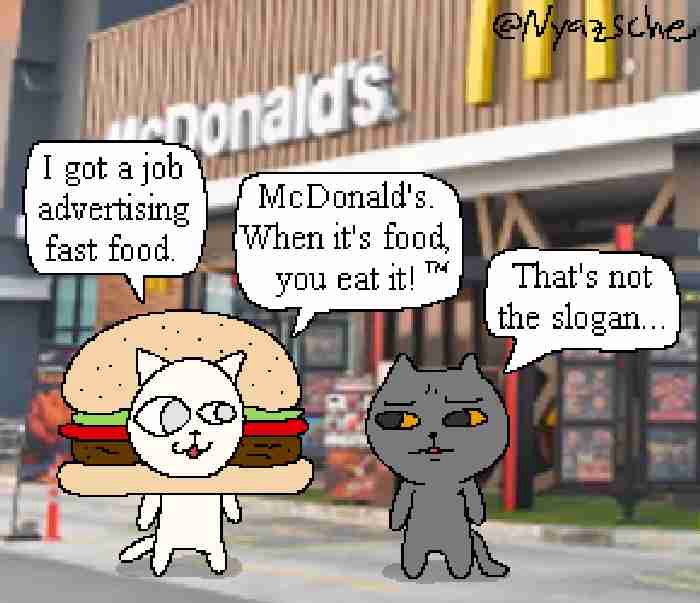 @Nyazsche
McDonald's
I got a job
advertising
fast food.
McDonald's.
When it's food,
you eat it!™
That's not
the slogan...